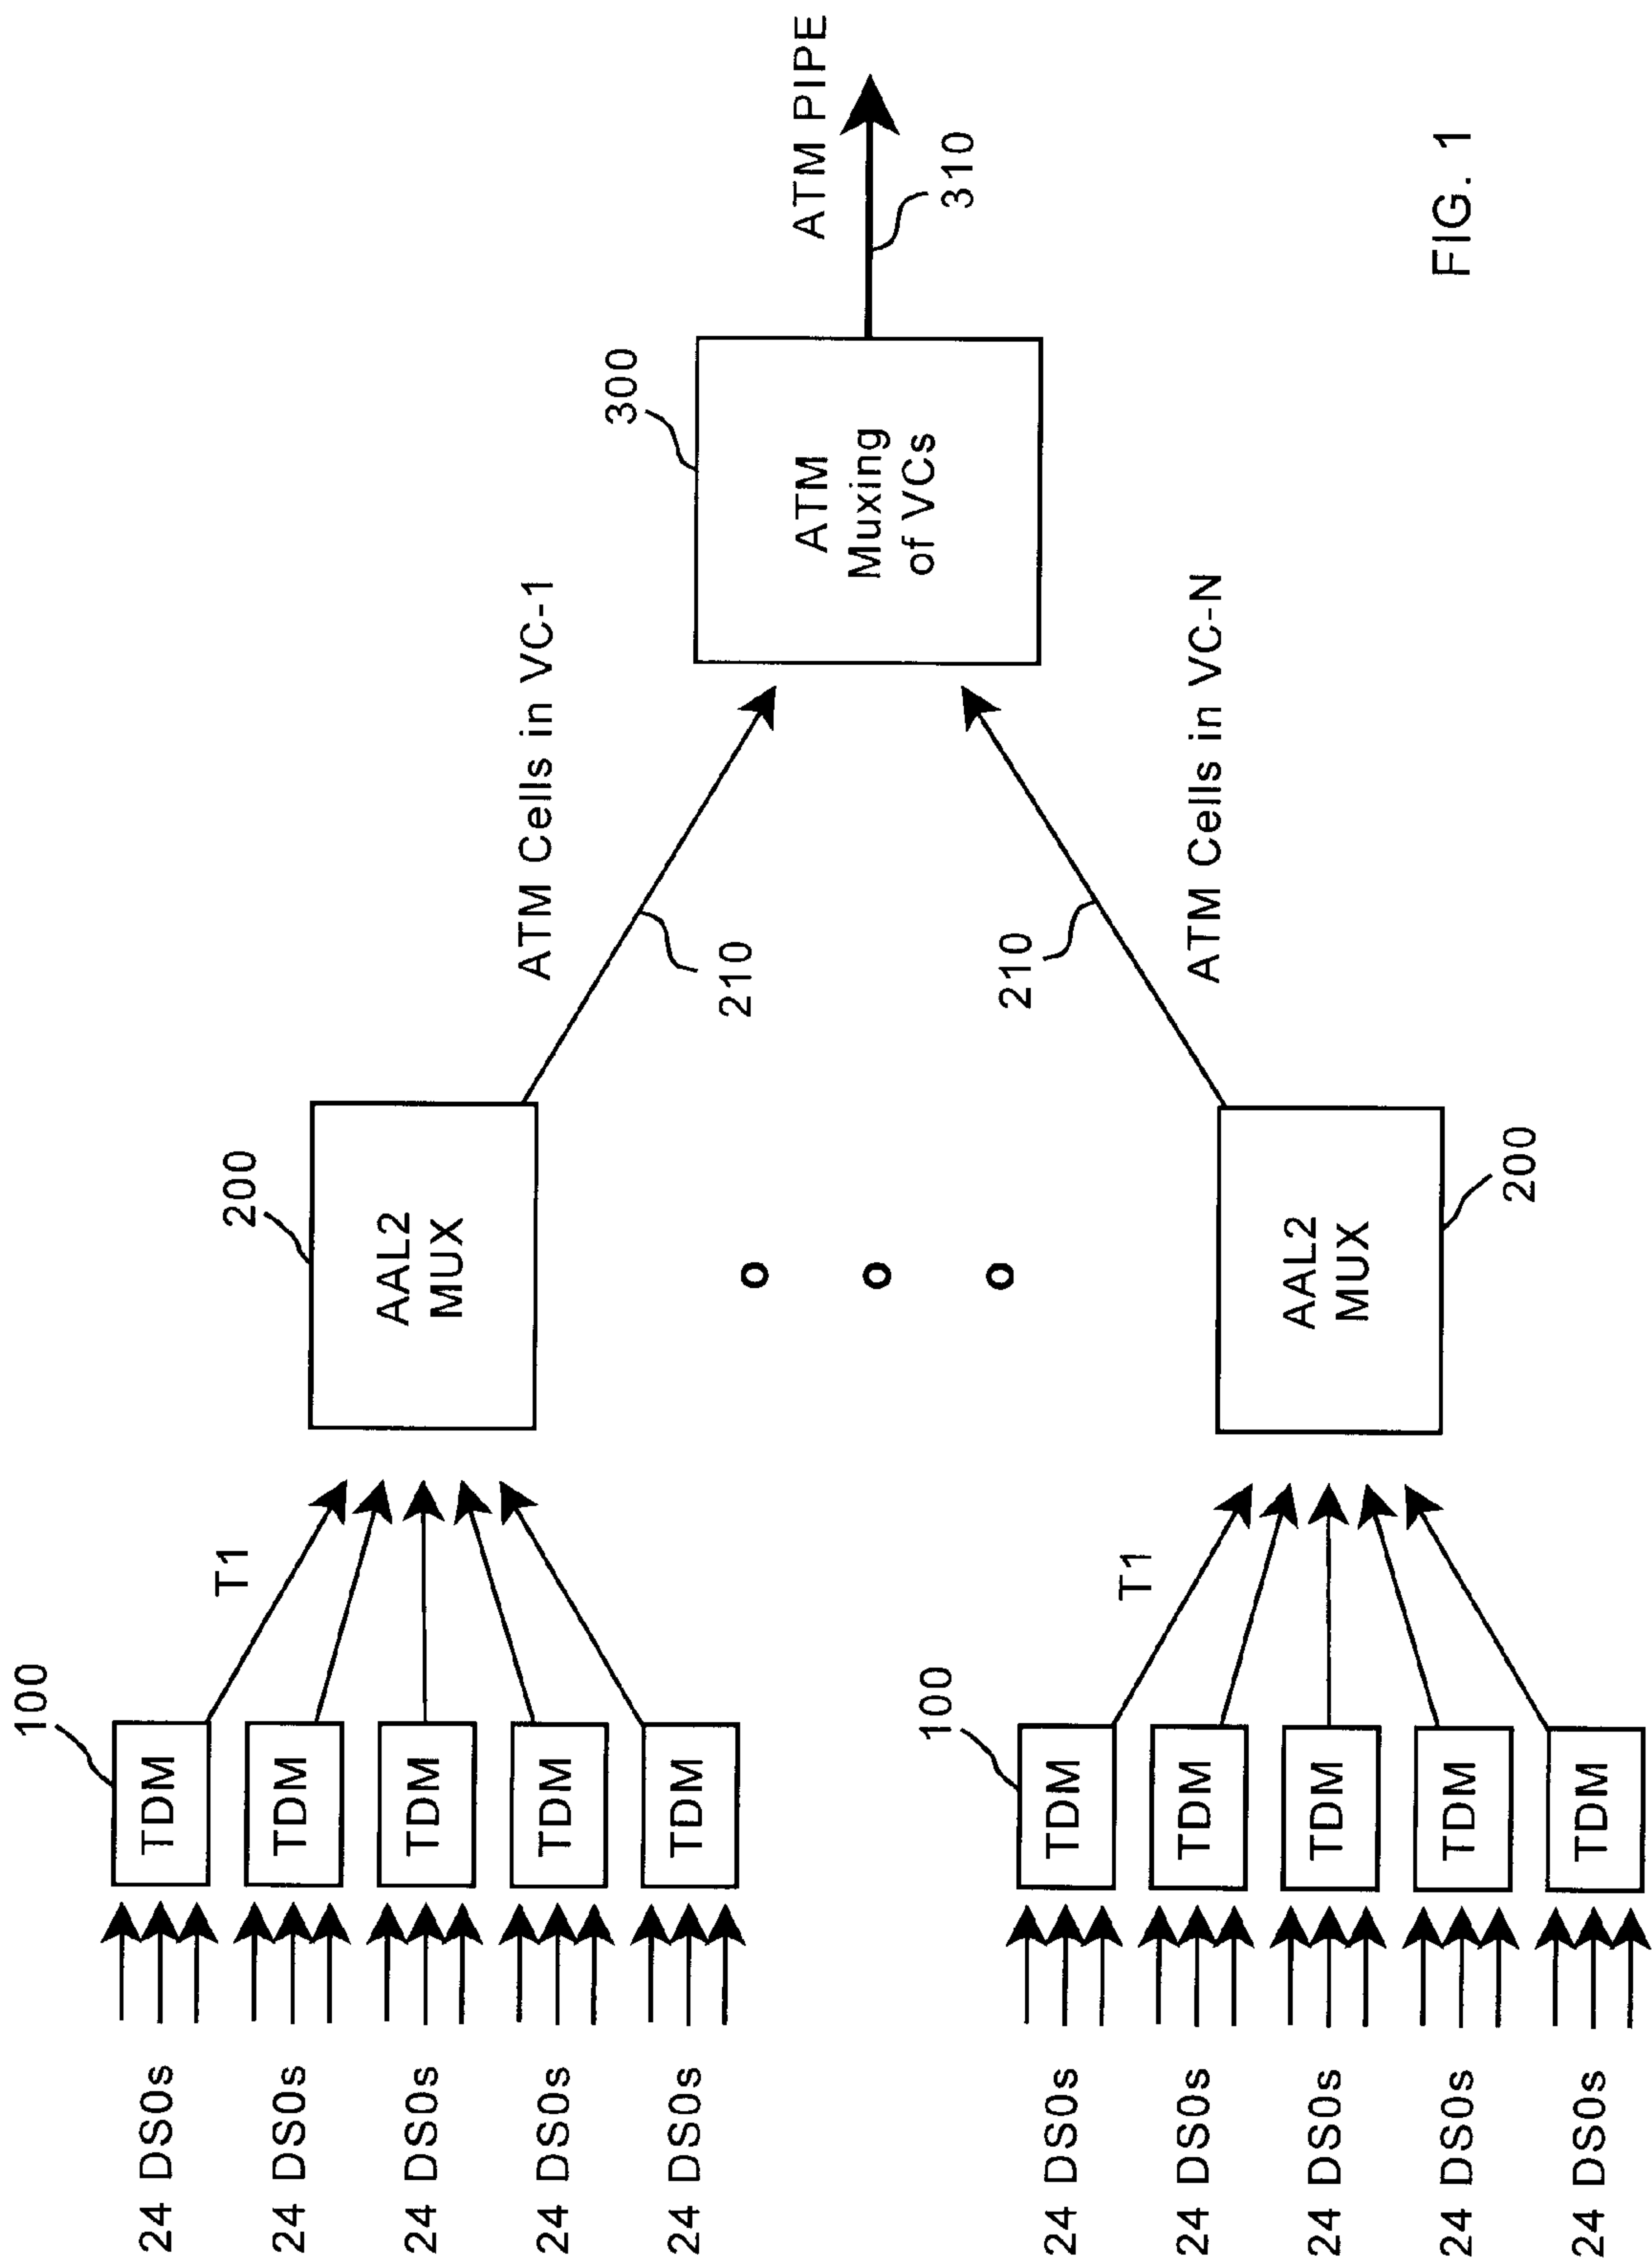 24 DS0s
24 DS0s
24 DS0s
24 DS0s
24 DS0s
100
TDM
TDM
TDM
TDM
TDM
T1
200
AAL2
MUX
ATM Cells in VC-1
210
24 DS0s
24 DS0s
24 DS0s
24 DS0s
24 DS0s
100
TDM
TDM
TDM
TDM
TDM
T1
AAL2
MUX
200
210
ATM Cells in VC-N
300
ATM
Muxing
of VCs
ATM PIPE
310
FIG. 1